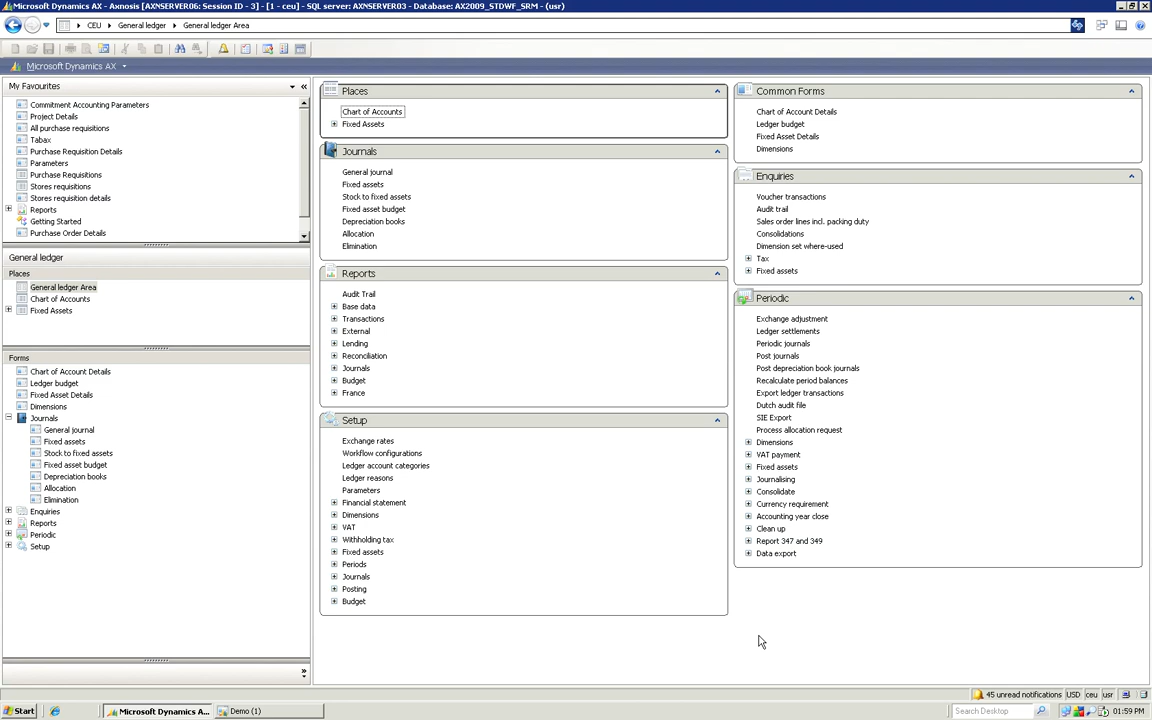 Microsoft Dynamics AX - Axnosis [AXNSERVER06: Session ID - 3] - [1 - ceu] - SQL server: AXNSERVER03 - Database: AX2009_STDWF_SRM - (usr)
CEU
General ledger
General ledger Area
Microsoft Dynamics AX
My Favourites
Commitment Accounting Parameters
Project Details
All purchase requisitions
Tabax
Purchase Requisition Details
Parameters
Purchase Requisitions
Stores requisitions
Stores requisition details
Reports
Getting Started
Purchase Order Details
General ledger
Places
General ledger Area
Chart of Accounts
Fixed Assets
Forms
Chart of Account Details
Ledger budget
Fixed Asset Details
Dimensions
Journals
General journal
Fixed assets
Stock to fixed assets
Fixed asset budget
Depreciation books
Allocation
Elimination
Enquiries
Reports
Periodic
Setup
Places
Chart of Accounts
Fixed Assets
Journals
General journal
Fixed assets
Stock to fixed assets
Fixed asset budget
Depreciation books
Allocation
Elimination
Reports
Audit Trail
Base data
Transactions
External
Lending
Reconciliation
Journals
Budget
France
Setup
Exchange rates
Workflow configurations
Ledger account categories
Ledger reasons
Parameters
Financial statement
Dimensions
VAT
Withholding tax
Fixed assets
Periods
Journals
Posting
Budget
Common Forms
Chart of Account Details
Ledger budget
Fixed Asset Details
Dimensions
Enquiries
Voucher transactions
Audit trail
Sales order lines incl. packing duty
Consolidations
Dimension set where-used
Tax
Fixed assets
Periodic
Exchange adjustment
Ledger settlements
Periodic journals
Post journals
Post depreciation book journals
Recalculate period balances
Export ledger transactions
Dutch audit file
SIE Export
Process allocation request
Dimensions
VAT payment
Fixed assets
Journalising
Consolidate
Currency requirement
Accounting year close
Clean up
Report 347 and 349
Data export
45 unread notifications
USD
ceu
usr
Start
Microsoft Dynamics A...
Demo (1)
Search Desktop
01:59 PM